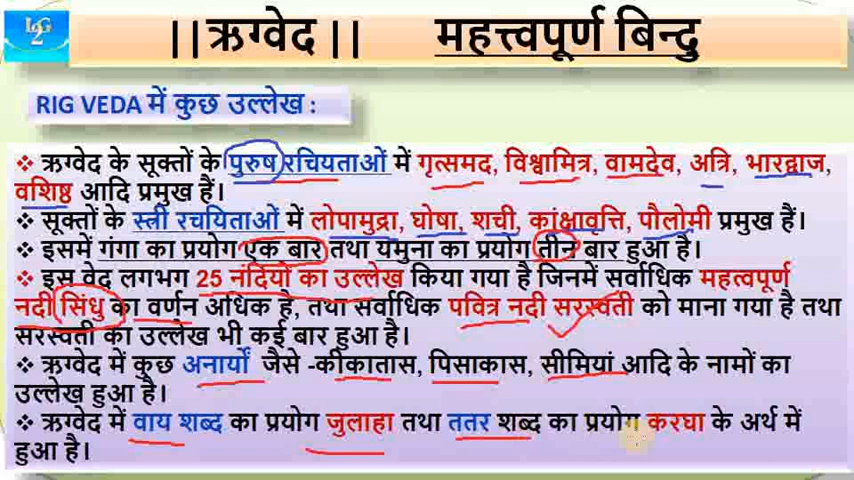 LG2
||ऋग्वेद|| महत्त्वपूर्ण बिन्दु
RIG VEDA में कुछ उल्लेख :
❖ ऋग्वेद के सूक्तों के पुरुष रचियताओं में गृत्समद, विश्वामित्र, वामदेव, अत्रि, भारद्वाज,
वशिष्ठ आदि प्रमुख हैं।
❖ सूक्तों के स्त्री रचयिताओं में लोपामुद्रा, घोषा, शची, कांक्षावृत्ति, पौलोमी प्रमुख हैं।
❖ इसमें गंगा का प्रयोग एक बार तथा यमुना का प्रयोग तीन बार हुआ है।
❖ इस वेद लगभग 25 नंदियों का उल्लेख किया गया है जिनमें सर्वाधिक महत्वपूर्ण
नदी सिंधु का वर्णन अधिक है, तथा सर्वाधिक पवित्र नदी सरस्वती को माना गया है तथा
सरस्वती का उल्लेख भी कई बार हुआ है।
❖ ऋग्वेद में कुछ अनार्यो जैसे -कीकातास, पिसाकास, सीमियां आदि के नामों का
उल्लेख हुआ है।
❖ ऋग्वेद में वाय शब्द का प्रयोग जुलाहा तथा ततर शब्द का प्रयोग करघा के अर्थ में
हुआ है।